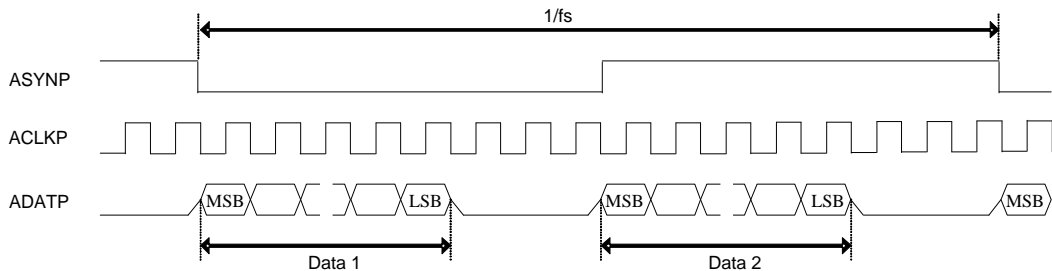 1/fs
ASYNP
ACLKP
ADATP
MSB
LSB
MSB
LSB
MSB
Data 1
Data 2